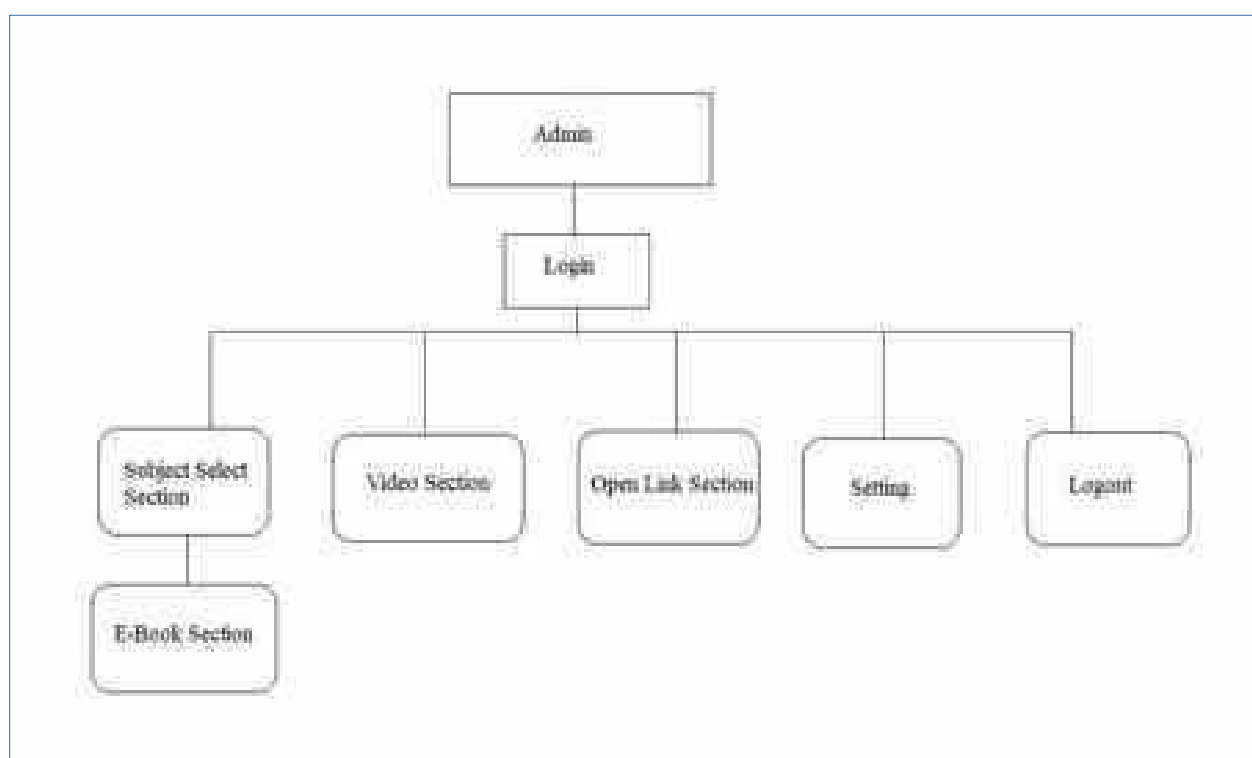 Admin
Login
Subject Select
Section
Video Section
Open Link Section
Setting
Logout
E-Book Section